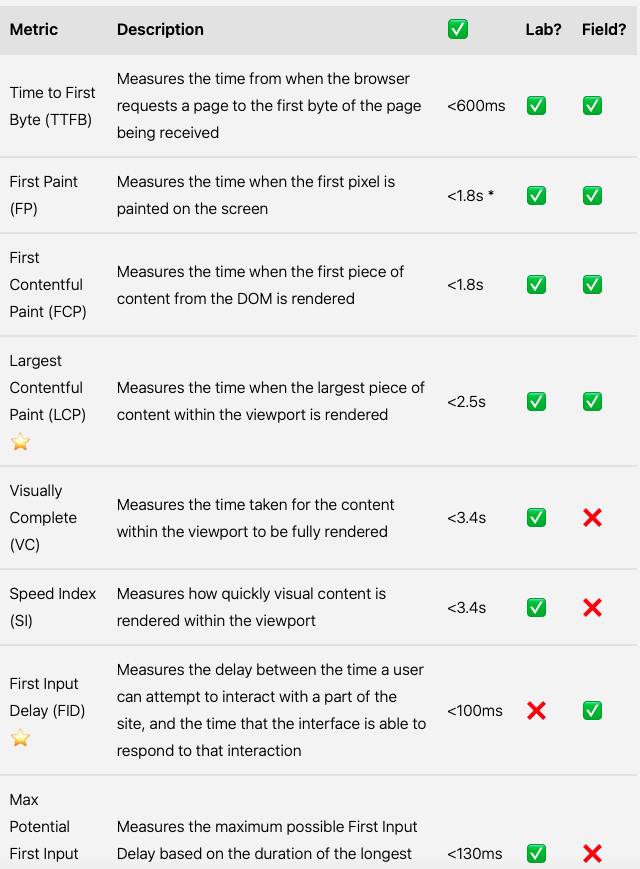 Metric Description ✅ Lab? Field?
Time to First
Byte (TTFB)
Measures the time from when the browser
requests a page to the first byte of the page
being received
<600ms ✅ ✅
First Paint
(FP)
Measures the time when the first pixel is
painted on the screen
<1.8s * ✅ ✅
First
Contentful
Paint (FCP)
Measures the time when the first piece of
content from the DOM is rendered
<1.8s ✅ ✅
Largest
Contentful
Paint (LCP)
⭐
Measures the time when the largest piece of
content within the viewport is rendered
<2.5s ✅ ✅
Visually
Complete
(VC)
Measures the time taken for the content
within the viewport to be fully rendered
<3.4s ✅ ❌
Speed Index
(SI)
Measures how quickly visual content is
rendered within the viewport
<3.4s ✅ ❌
First Input
Delay (FID)
⭐
Measures the delay between the time a user
can attempt to interact with a part of the
site, and the time that the interface is able to
respond to that interaction
<100ms ❌ ✅
Max
Potential
First Input
Measures the maximum possible First Input
Delay based on the duration of the longest
<130ms ✅ ❌